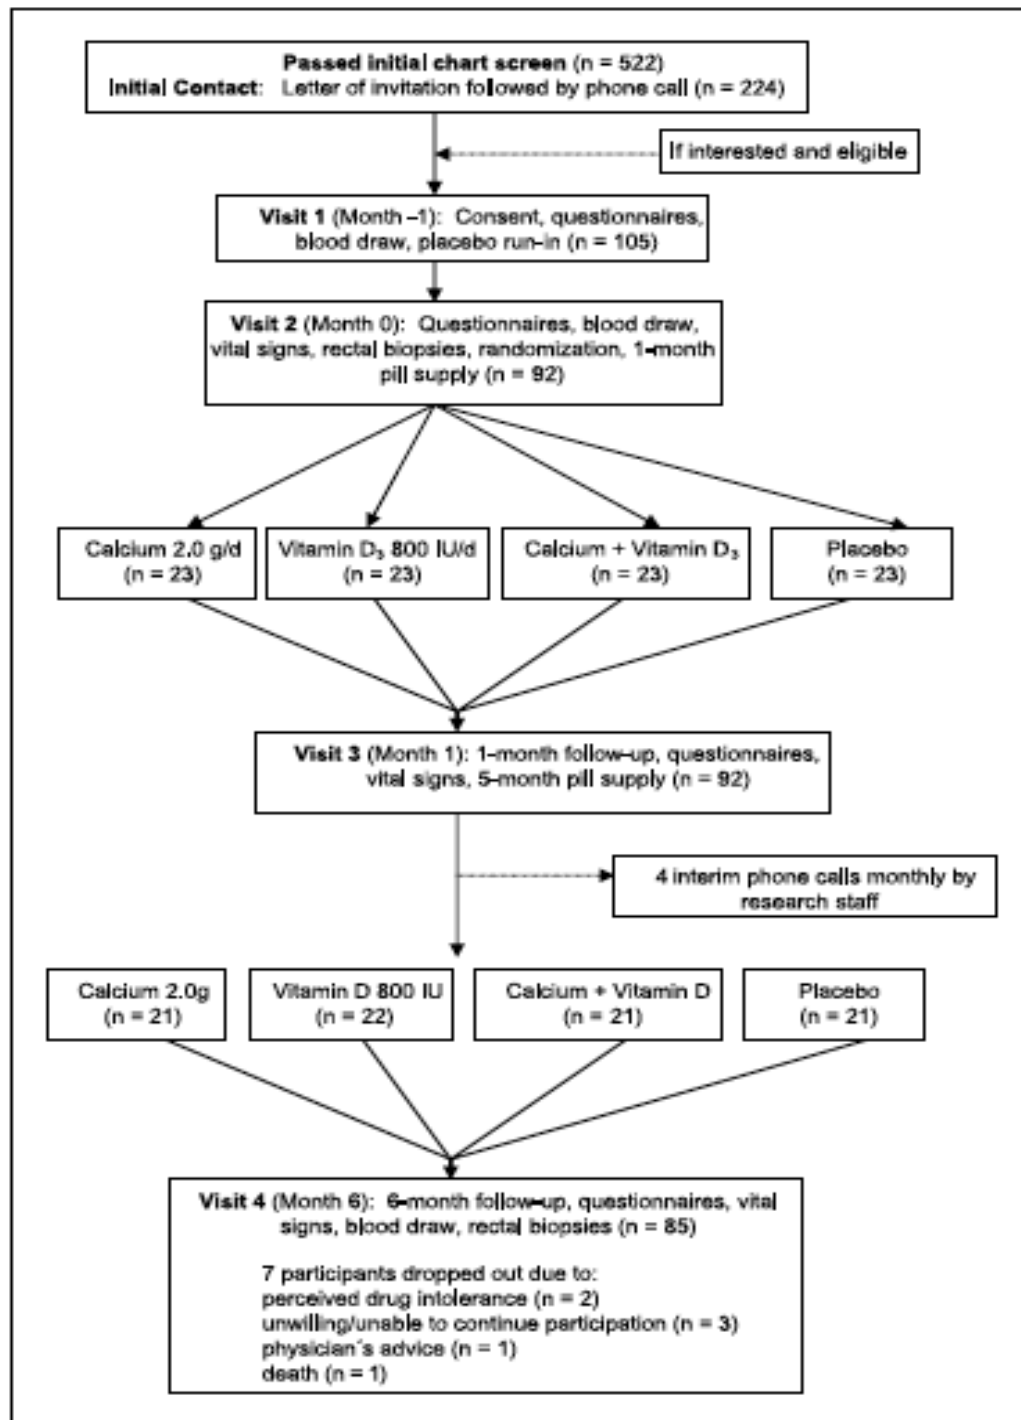 Passed initial chart screen (n = 522)
Initial Contact: Letter of invitation followed by phone call (n = 224)
If interested and eligible
Visit 1 (Month –1): Consent, questionnaires,
blood draw, placebo run-in (n = 105)
Visit 2 (Month 0): Questionnaires, blood draw,
vital signs, rectal biopsies, randomization, 1-month
pill supply (n = 92)
Calcium 2.0 g/d
(n = 23)
Vitamin D₃ 800 IU/d
(n = 23)
Calcium + Vitamin D₃
(n = 23)
Placebo
(n = 23)
Visit 3 (Month 1): 1-month follow-up, questionnaires,
vital signs, 5-month pill supply (n = 92)
4 interim phone calls monthly by
research staff
Calcium 2.0g
(n = 21)
Vitamin D 800 IU
(n = 22)
Calcium + Vitamin D
(n = 21)
Placebo
(n = 21)
Visit 4 (Month 6): 6-month follow-up, questionnaires, vital
signs, blood draw, rectal biopsies (n = 85)
7 participants dropped out due to:
perceived drug intolerance (n = 2)
unwilling/unable to continue participation (n = 3)
physician´s advice (n = 1)
death (n = 1)